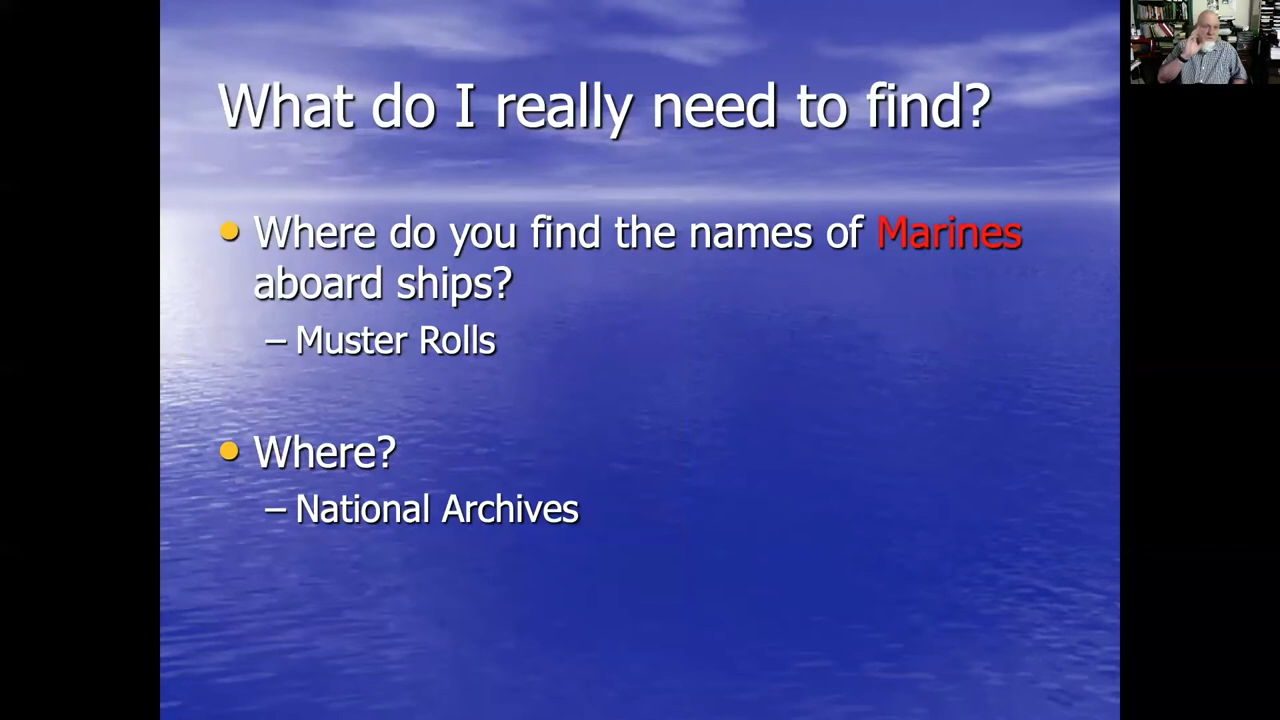 What do I really need to find?
• Where do you find the names of Marines
aboard ships?
– Muster Rolls
• Where?
– National Archives